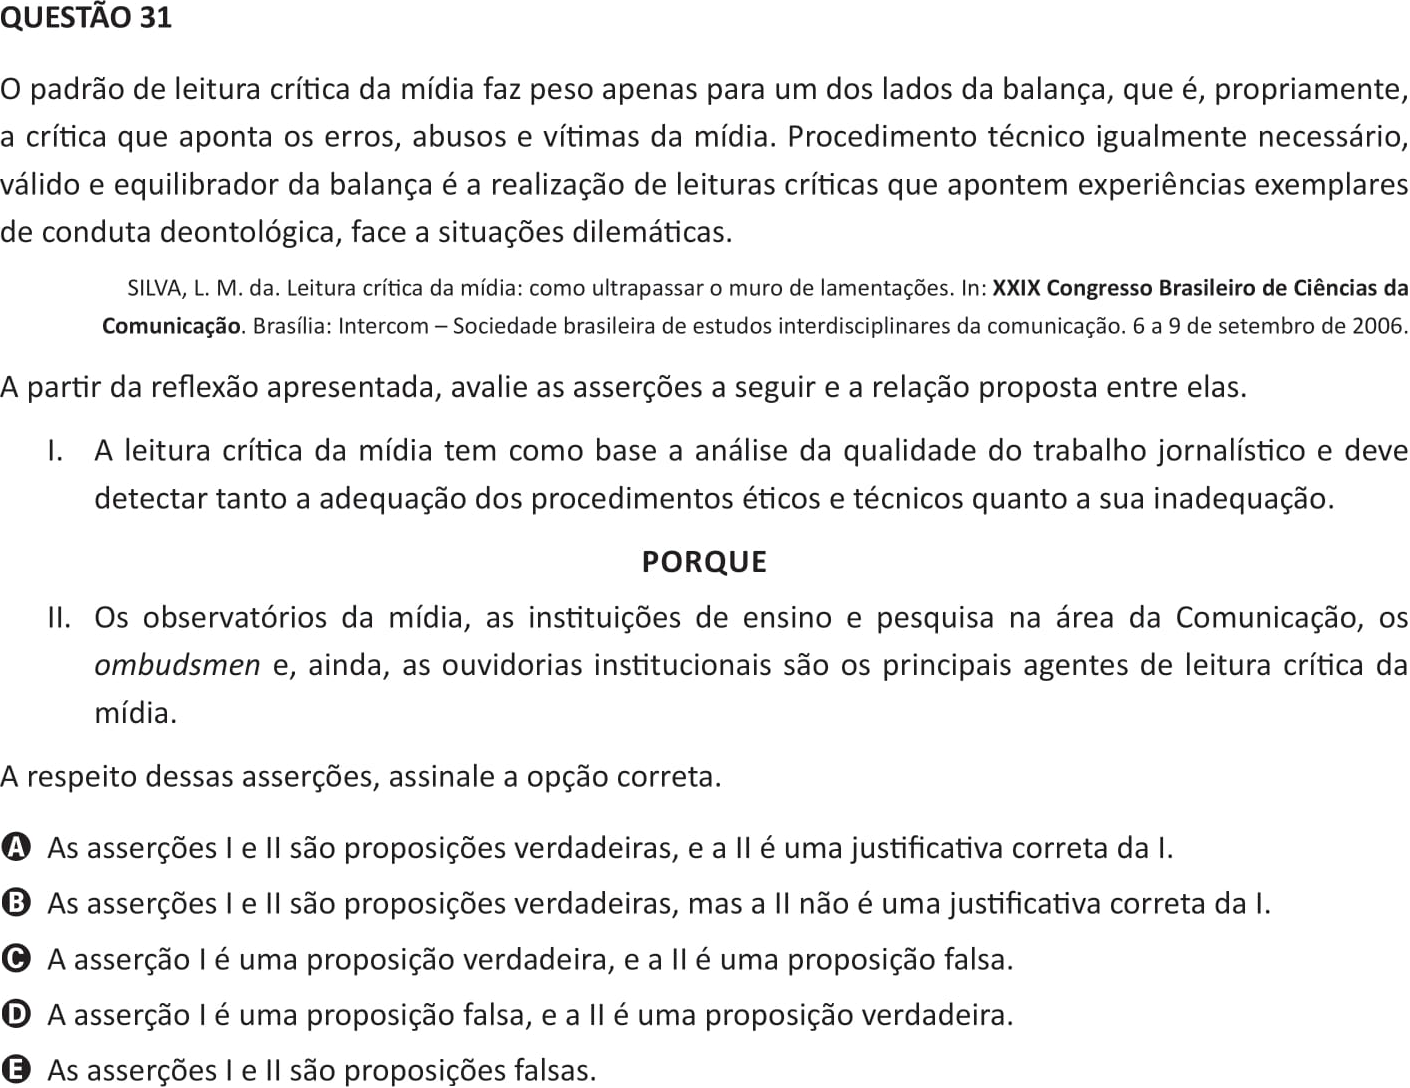 QUESTÃO 31
O padrão de leitura crítica da mídia faz peso apenas para um dos lados da balança, que é, propriamente,
a crítica que aponta os erros, abusos e vítimas da mídia. Procedimento técnico igualmente necessário,
válido e equilibrador da balança é a realização de leituras críticas que apontem experiências exemplares
de conduta deontológica, face a situações dilemáticas.
SILVA, L. M. da. Leitura crítica da mídia: como ultrapassar o muro de lamentações. In: XXIX Congresso Brasileiro de Ciências da
Comunicação. Brasília: Intercom – Sociedade brasileira de estudos interdisciplinares da comunicação. 6 a 9 de setembro de 2006.
A partir da reflexão apresentada, avalie as asserções a seguir e a relação proposta entre elas.
I. A leitura crítica da mídia tem como base a análise da qualidade do trabalho jornalístico e deve
detectar tanto a adequação dos procedimentos éticos e técnicos quanto a sua inadequação.
PORQUE
II. Os observatórios da mídia, as instituições de ensino e pesquisa na área da Comunicação, os
ombudsmen e, ainda, as ouvidorias institucionais são os principais agentes de leitura crítica da
mídia.
A respeito dessas asserções, assinale a opção correta.
A As asserções I e II são proposições verdadeiras, e a II é uma justificativa correta da I.
B As asserções I e II são proposições verdadeiras, mas a II não é uma justificativa correta da I.
C A asserção I é uma proposição verdadeira, e a II é uma proposição falsa.
D A asserção I é uma proposição falsa, e a II é uma proposição verdadeira.
E As asserções I e II são proposições falsas.